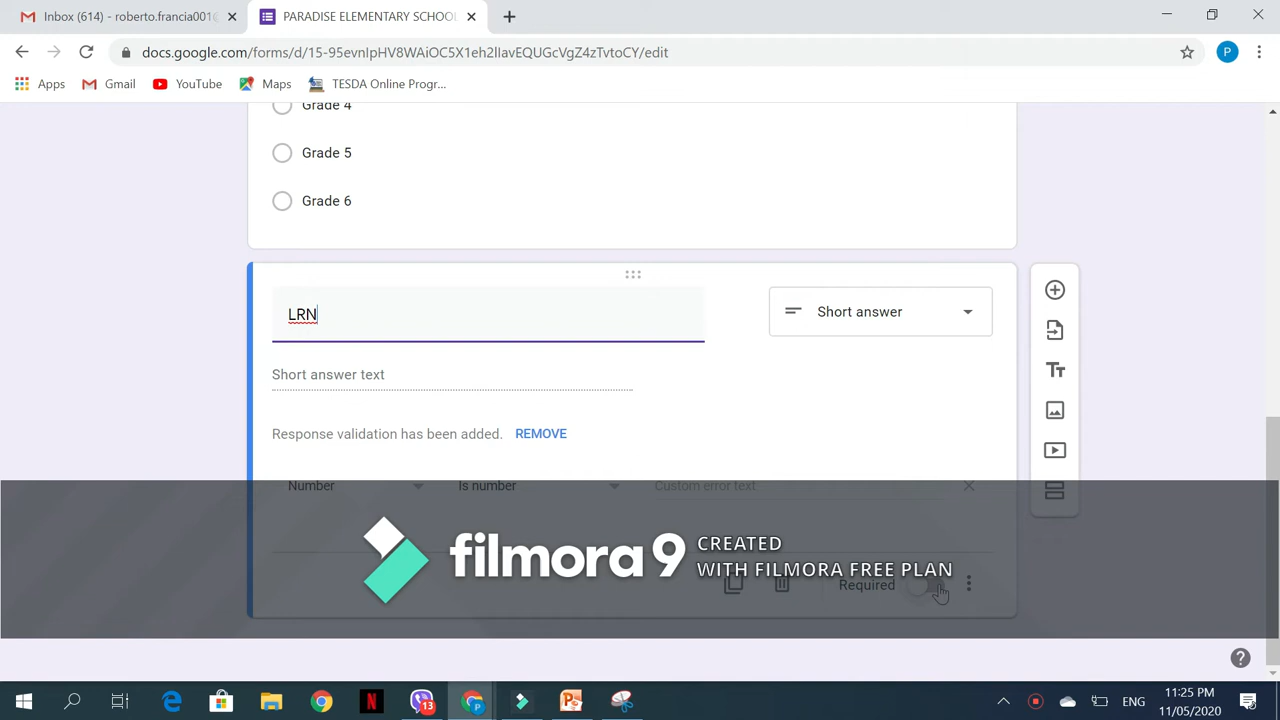 Inbox (614) - roberto.francia001@
PARADISE ELEMENTARY SCHOOL
docs.google.com/forms/d/15-95evnIpHV8WAiOC5X1eh2lIavEQUGcVgZ4zTvtoCY/edit
P
Apps
Gmail
YouTube
Maps
TESDA Online Progr...
Grade 4
Grade 5
Grade 6
LRN
Short answer
Short answer text
Response validation has been added. REMOVE
Number
Is number
Custom error text
filmora 9
CREATED
WITH FILMORA FREE PLAN
Required
13
P
ENG
11:25 PM
11/05/2020